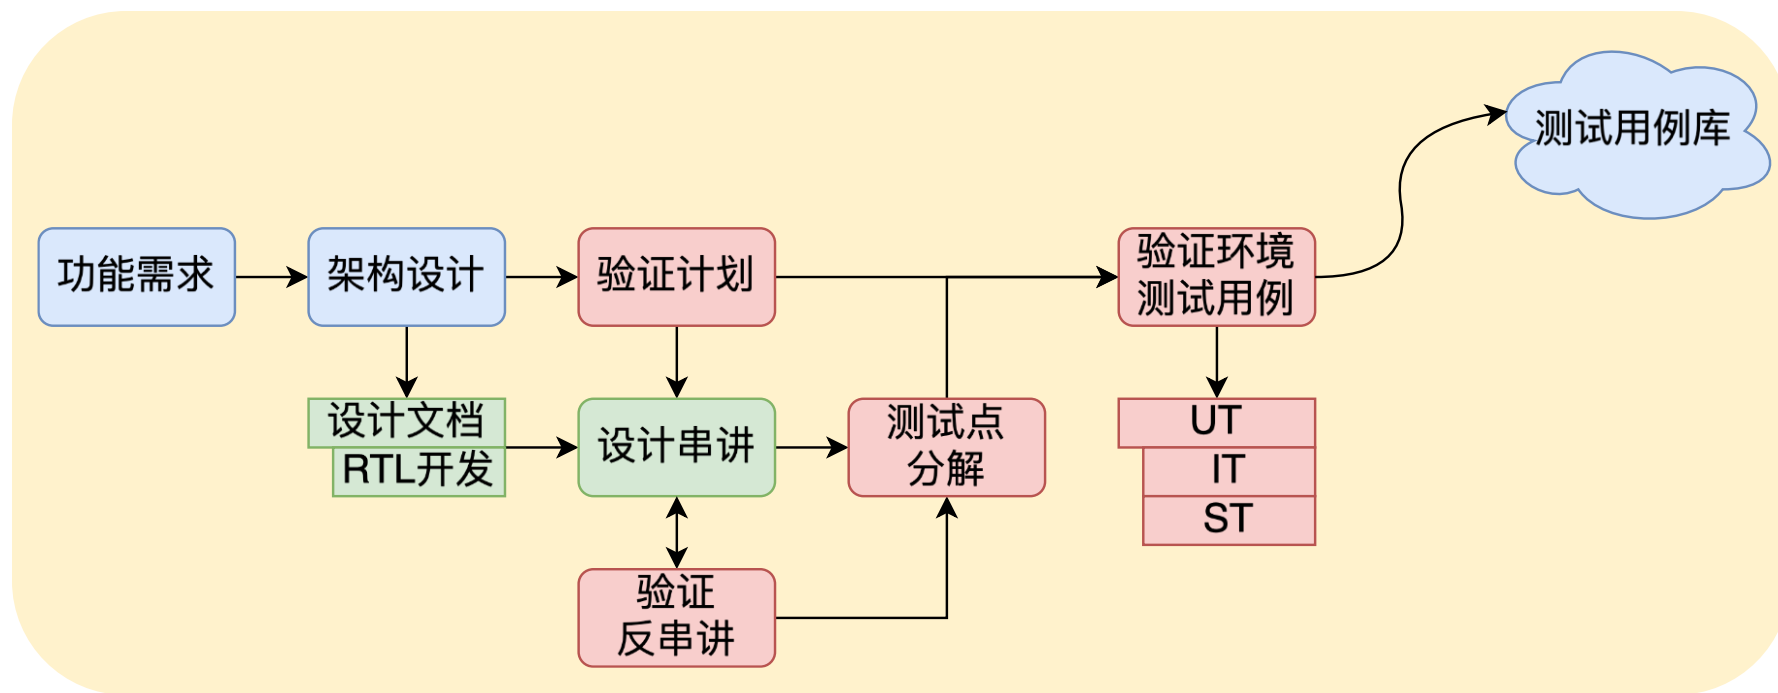 测试用例库
功能需求
架构设计
验证计划
验证环境
测试用例
设计文档
RTL开发
设计串讲
测试点
分解
UT
IT
ST
验证
反串讲